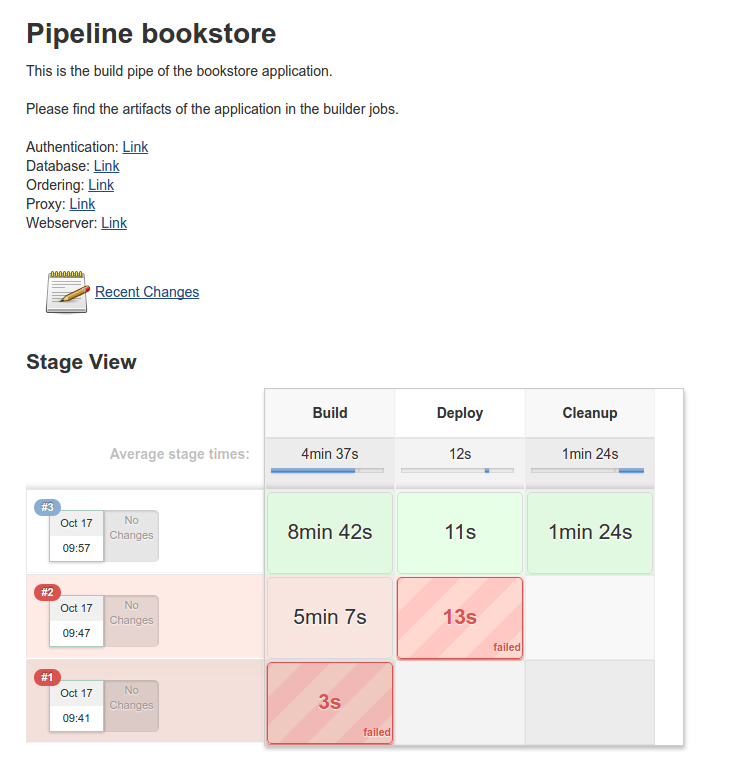 Pipeline bookstore
This is the build pipe of the bookstore application.
Please find the artifacts of the application in the builder jobs.
Authentication: Link
Database: Link
Ordering: Link
Proxy: Link
Webserver: Link
Recent Changes
Stage View
Build Deploy Cleanup
Average stage times: 4min 37s 12s 1min 24s
#3
Oct 17
09:57
No
Changes
8min 42s 11s 1min 24s
#2
Oct 17
09:47
No
Changes
5min 7s 13s
failed
#1
Oct 17
09:41
No
Changes
3s
failed